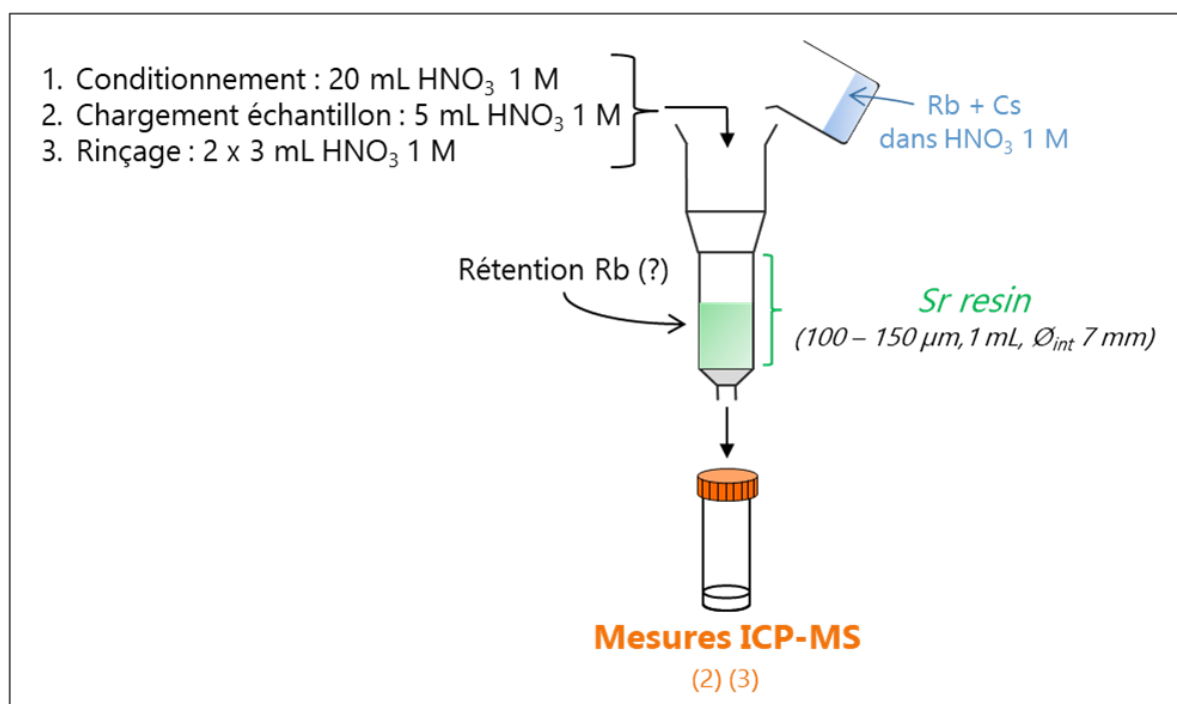 1. Conditionnement : 20 mL HNO₃ 1 M
2. Chargement échantillon : 5 mL HNO₃ 1 M
3. Rinçage : 2 x 3 mL HNO₃ 1 M
Rb + Cs
dans HNO₃ 1 M
Rétention Rb (?)
Sr resin
(100 – 150 µm, 1 mL, Øint 7 mm)
Mesures ICP-MS
(2) (3)